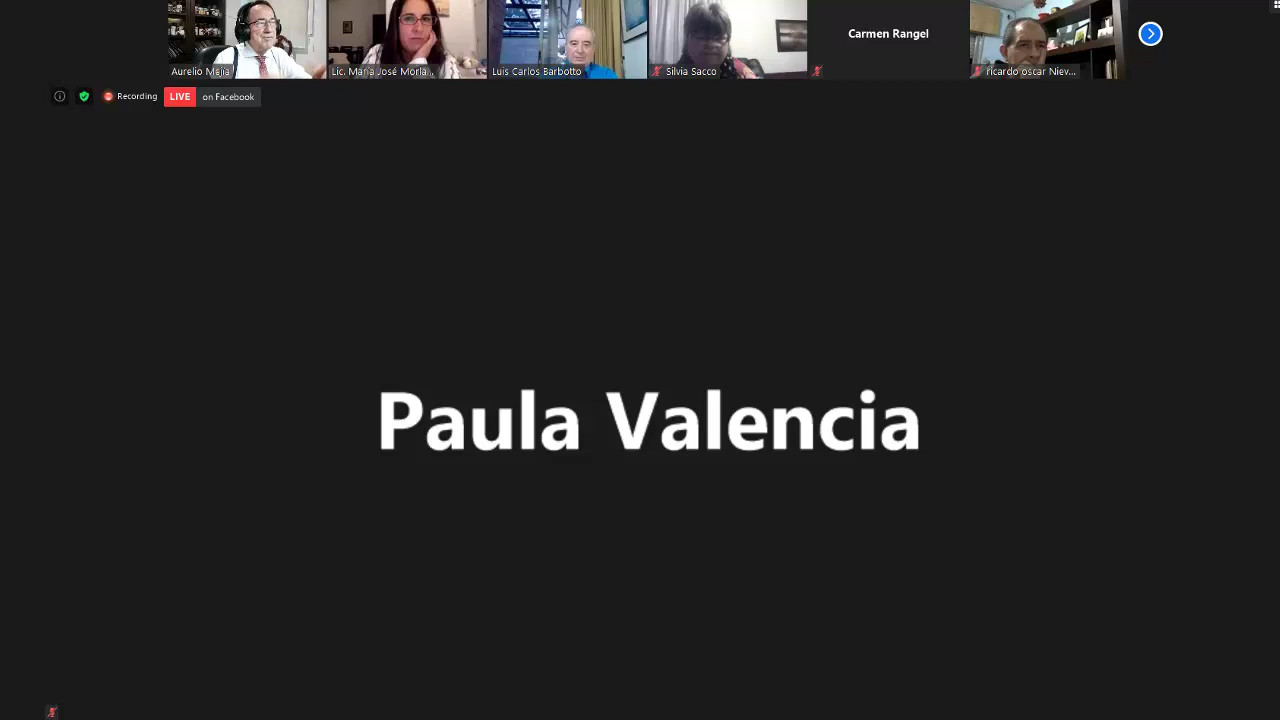 Aurelio Mejía
Lic. María José Morla...
Luis Carlos Barbotto
Silvia Sacco
Carmen Rangel
ricardo oscar Niev...
Recording
LIVE
on Facebook
Paula Valencia